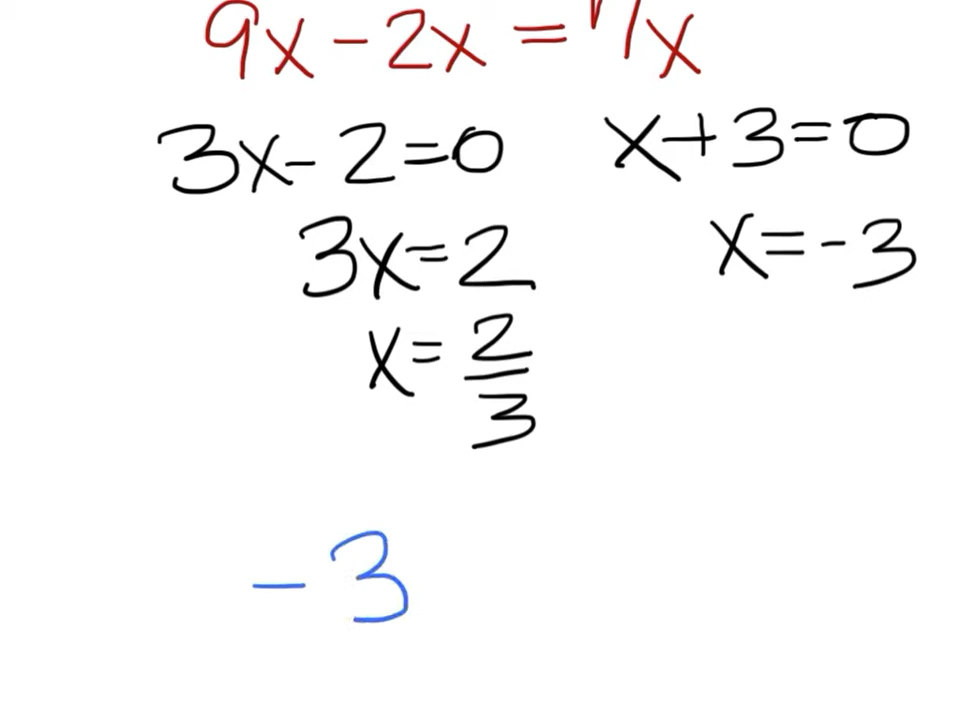 9x - 2x = 7x
3x - 2 = 0
3x = 2
x = 2/3
x + 3 = 0
x = -3
-3